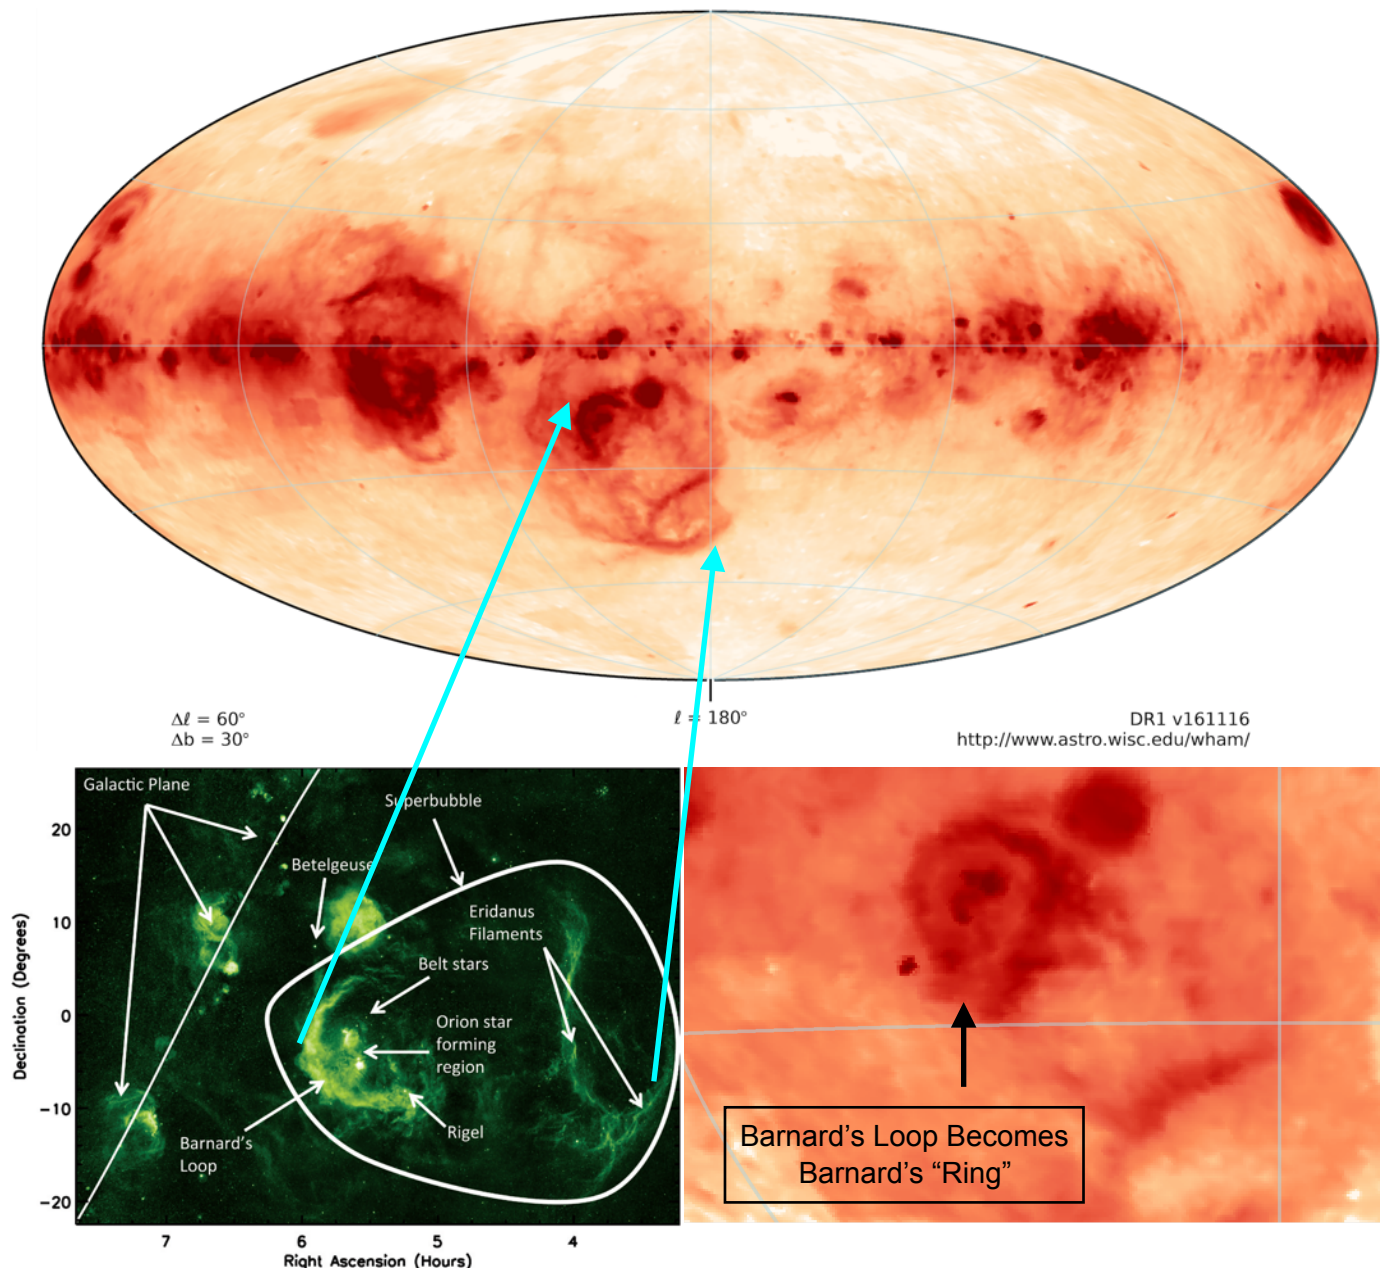 Δℓ = 60°
Δb = 30°
ℓ = 180°
DR1 v161116
http://www.astro.wisc.edu/wham/
Galactic Plane
Superbubble
Betelgeuse
Eridanus
Filaments
Belt stars
Orion star
forming
region
Barnard's
Loop
Rigel
20
10
0
−10
−20
Declination (Degrees)
7
6
5
4
Right Ascension (Hours)
Barnard’s Loop Becomes
Barnard’s “Ring”